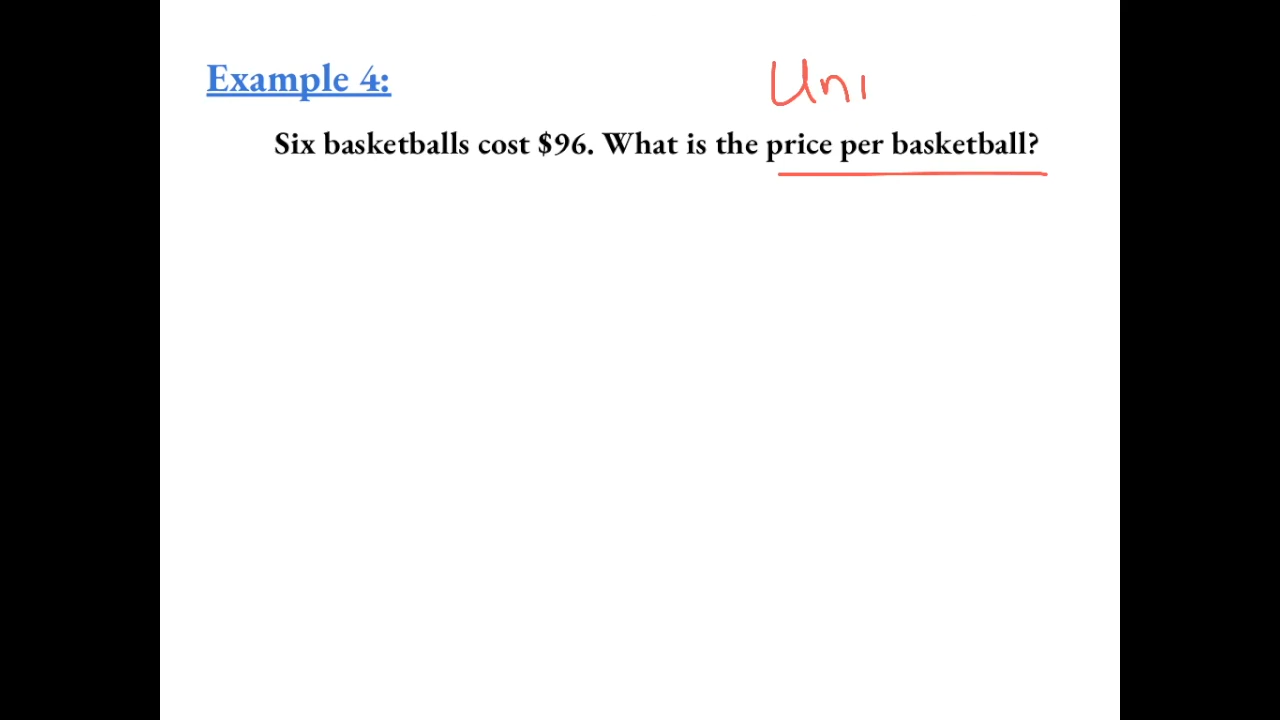 Example 4:
Uni
Six basketballs cost $96. What is the price per basketball?